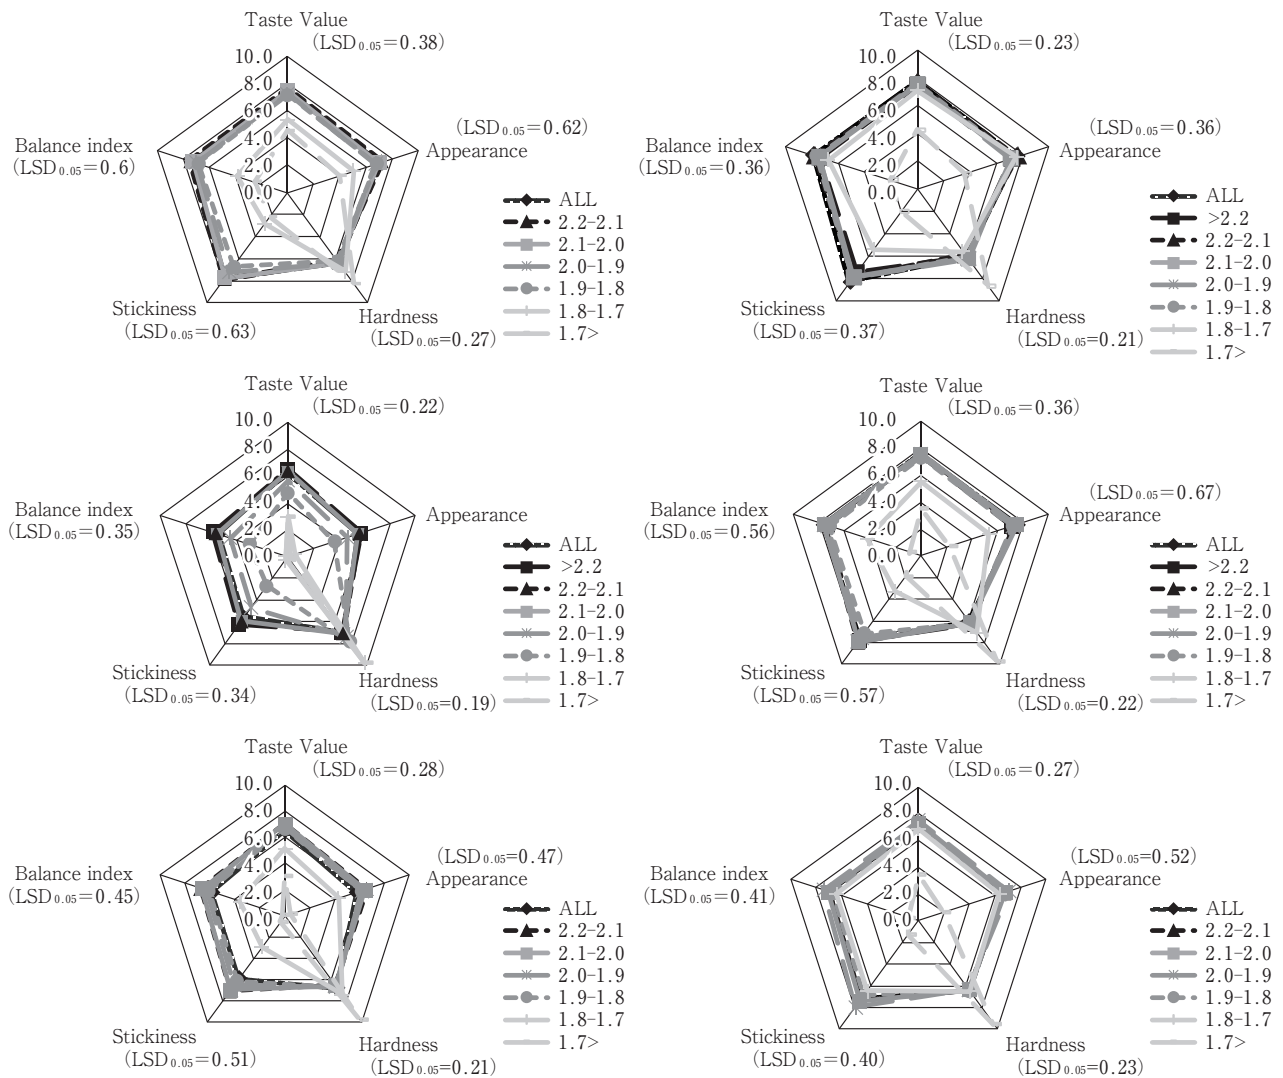 Taste Value
(LSD0.05=0.38)
10.0
8.0
6.0
4.0
2.0
0.0
(LSD0.05=0.62)
Appearance
Balance index
(LSD0.05=0.6)
Stickiness
(LSD0.05=0.63)
Hardness
(LSD0.05=0.27)
ALL
2.2-2.1
2.1-2.0
2.0-1.9
1.9-1.8
1.8-1.7
1.7>
Taste Value
(LSD0.05=0.23)
10.0
8.0
6.0
4.0
2.0
0.0
(LSD0.05=0.36)
Appearance
Balance index
(LSD0.05=0.36)
Stickiness
(LSD0.05=0.37)
Hardness
(LSD0.05=0.21)
ALL
>2.2
2.2-2.1
2.1-2.0
2.0-1.9
1.9-1.8
1.8-1.7
1.7>
Taste Value
(LSD0.05=0.22)
10.0
8.0
6.0
4.0
2.0
0.0
Appearance
Balance index
(LSD0.05=0.35)
Stickiness
(LSD0.05=0.34)
Hardness
(LSD0.05=0.19)
ALL
>2.2
2.2-2.1
2.1-2.0
2.0-1.9
1.9-1.8
1.8-1.7
1.7>
Taste Value
(LSD0.05=0.36)
10.0
8.0
6.0
4.0
2.0
0.0
(LSD0.05=0.67)
Appearance
Balance index
(LSD0.05=0.56)
Stickiness
(LSD0.05=0.57)
Hardness
(LSD0.05=0.22)
ALL
>2.2
2.2-2.1
2.1-2.0
2.0-1.9
1.9-1.8
1.8-1.7
1.7>
Taste Value
(LSD0.05=0.28)
10.0
8.0
6.0
4.0
2.0
0.0
(LSD0.05=0.47)
Appearance
Balance index
(LSD0.05=0.45)
Stickiness
(LSD0.05=0.51)
Hardness
(LSD0.05=0.21)
ALL
2.2-2.1
2.1-2.0
2.0-1.9
1.9-1.8
1.8-1.7
1.7>
Taste Value
(LSD0.05=0.27)
10.0
8.0
6.0
4.0
2.0
0.0
(LSD0.05=0.52)
Appearance
Balance index
(LSD0.05=0.41)
Stickiness
(LSD0.05=0.40)
Hardness
(LSD0.05=0.23)
ALL
2.2-2.1
2.1-2.0
2.0-1.9
1.9-1.8
1.8-1.7
1.7>